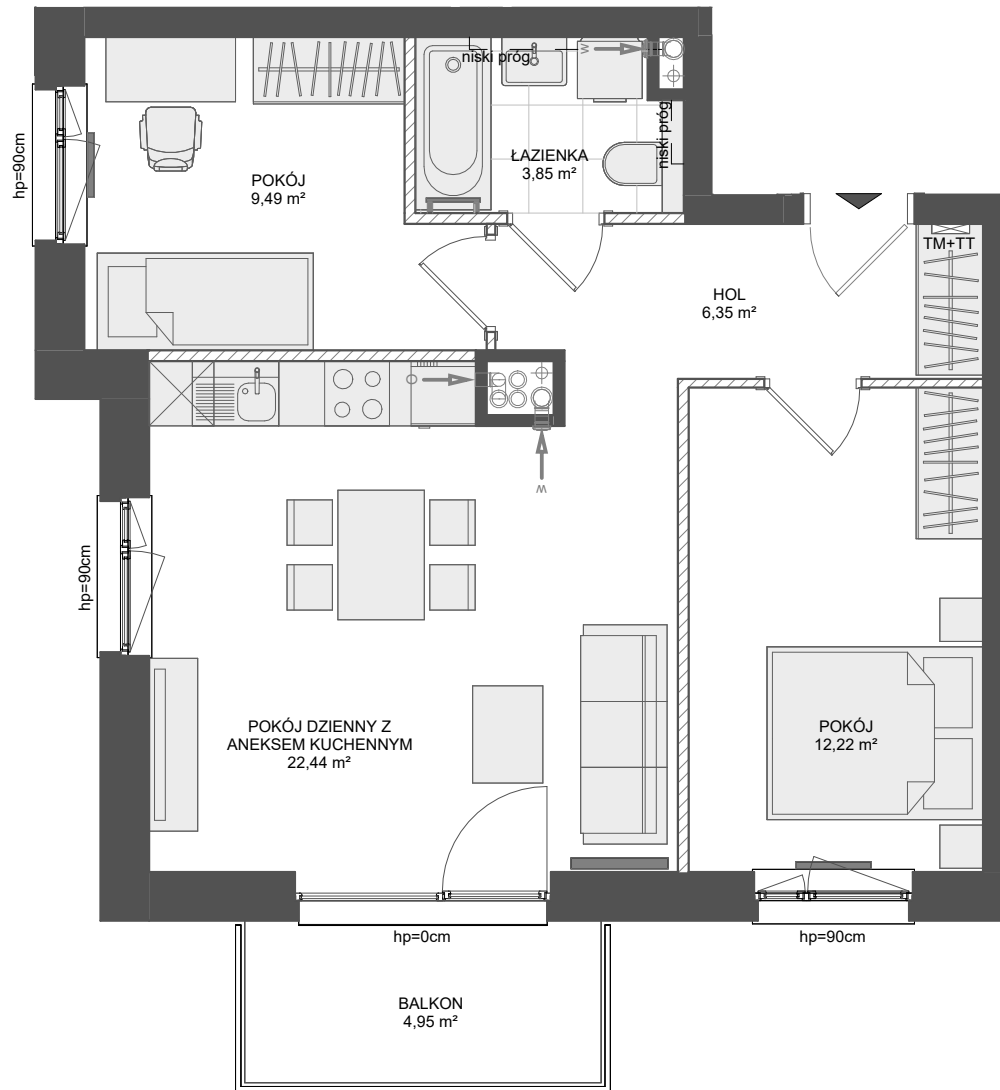 niski próg
W
hp=90cm
niski próg
ŁAZIENKA
3,85 m²
POKÓJ
9,49 m²
TM+TT
HOL
6,35 m²
O
W
hp=90cm
POKÓJ DZIENNY Z
ANEKSEM KUCHENNYM
22,44 m²
POKÓJ
12,22 m²
hp=0cm
hp=90cm
BALKON
4,95 m²